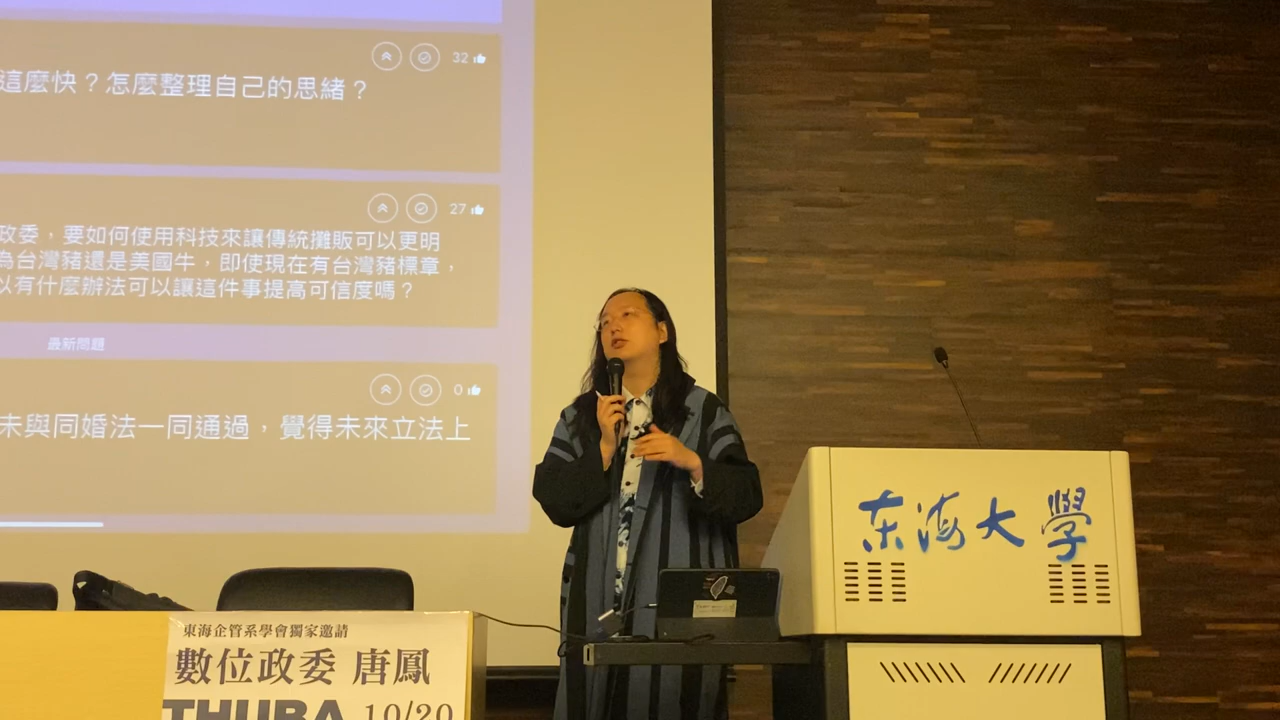 32
這麼快？怎麼整理自己的思緒？
27
政委，要如何使用科技來讓傳統攤販可以更明
為台灣豬還是美國牛，即使現在有台灣豬標章，
以有什麼辦法可以讓這件事提高可信度嗎？
最新問題
0
未與同婚法一同通過，覺得未來立法上
东海大學
東海企管系學會獨家邀請
數位政委 唐鳳
THUBA 10/20